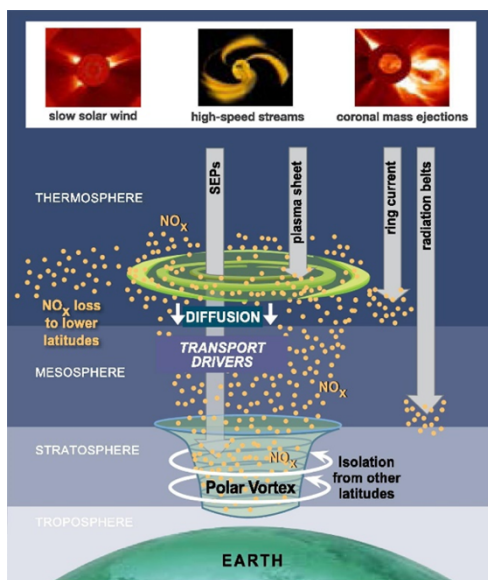 slow solar wind
high-speed streams
coronal mass ejections
SEPs
plasma sheet
ring current
radiation belts
THERMOSPHERE
NOx
NOx loss
to lower
latitudes
DIFFUSION
TRANSPORT
DRIVERS
MESOSPHERE
NOx
STRATOSPHERE
NOx
Isolation
from other
latitudes
Polar Vortex
TROPOSPHERE
EARTH